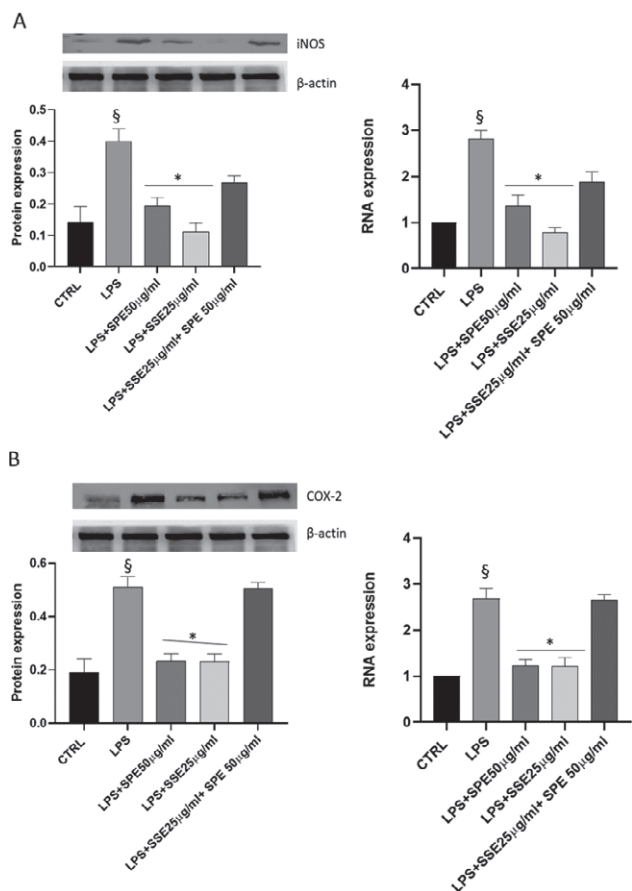 A
iNOS
β-actin
Protein expression
0.5
0.4
0.3
0.2
0.1
0.0
§
*
CTRL
LPS
LPS+SPE50μg/ml
LPS+SSE25μg/ml
LPS+SSE25μg/ml+ SPE 50μg/ml
RNA expression
4
3
2
1
0
§
*
CTRL
LPS
LPS+SPE50μg/ml
LPS+SSE25μg/ml
LPS+SSE25μg/ml+ SPE 50μg/ml
B
COX-2
β-actin
Protein expression
0.6
0.4
0.2
0.0
§
*
CTRL
LPS
LPS+SPE50μg/ml
LPS+SSE25μg/ml
LPS+SSE25μg/ml+ SPE 50μg/ml
RNA expression
4
3
2
1
0
§
*
CTRL
LPS
LPS+SPE50μg/ml
LPS+SSE25μg/ml
LPS+SSE25μg/ml+ SPE 50μg/ml